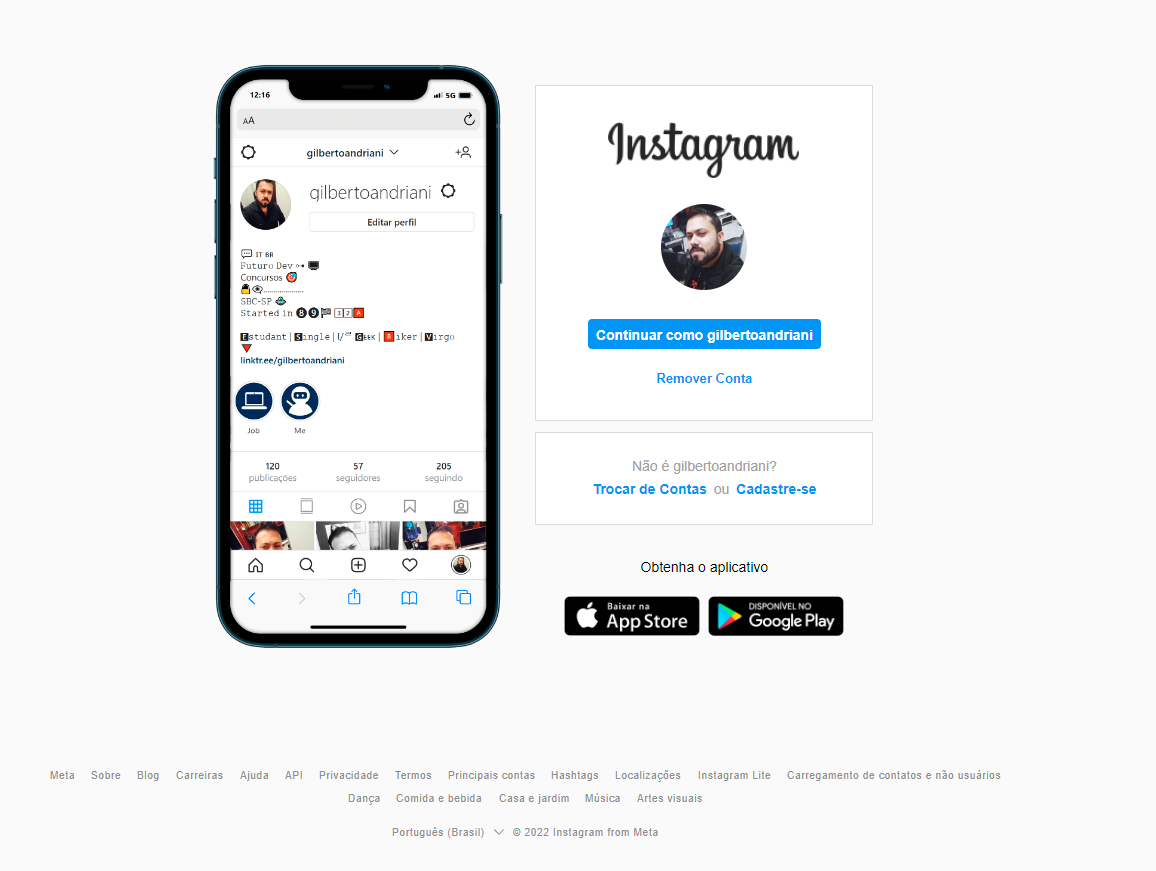 12:16
5G
AA
gilbertoandriani
gilbertoandriani
Editar perfil
IT BR
Futuro Dev
Concursos
SBC-SP
Started in 8 9 3 2 A
Estudant | Single | GEEK | Biker | Virgo
linktr.ee/gilbertoandriani
Job Me
120 57 205
publicações seguidores seguindo
Instagram
Continuar como gilbertoandriani
Remover Conta
Não é gilbertoandriani?
Trocar de Contas ou Cadastre-se
Obtenha o aplicativo
Baixar na
App Store
DISPONÍVEL NO
Google Play
Meta Sobre Blog Carreiras Ajuda API Privacidade Termos Principais contas Hashtags Localizações Instagram Lite Carregamento de contatos e não usuários
Dança Comida e bebida Casa e jardim Música Artes visuais
Português (Brasil) © 2022 Instagram from Meta